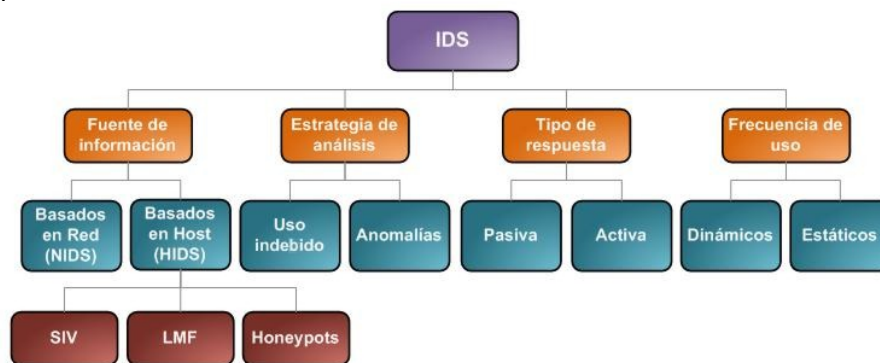 IDS
Fuente de
información
Estrategia de
análisis
Tipo de
respuesta
Frecuencia de
uso
Basados
en Red
(NIDS)
Basados
en Host
(HIDS)
Uso
indebido
Anomalías
Pasiva
Activa
Dinámicos
Estáticos
SIV
LMF
Honeypots